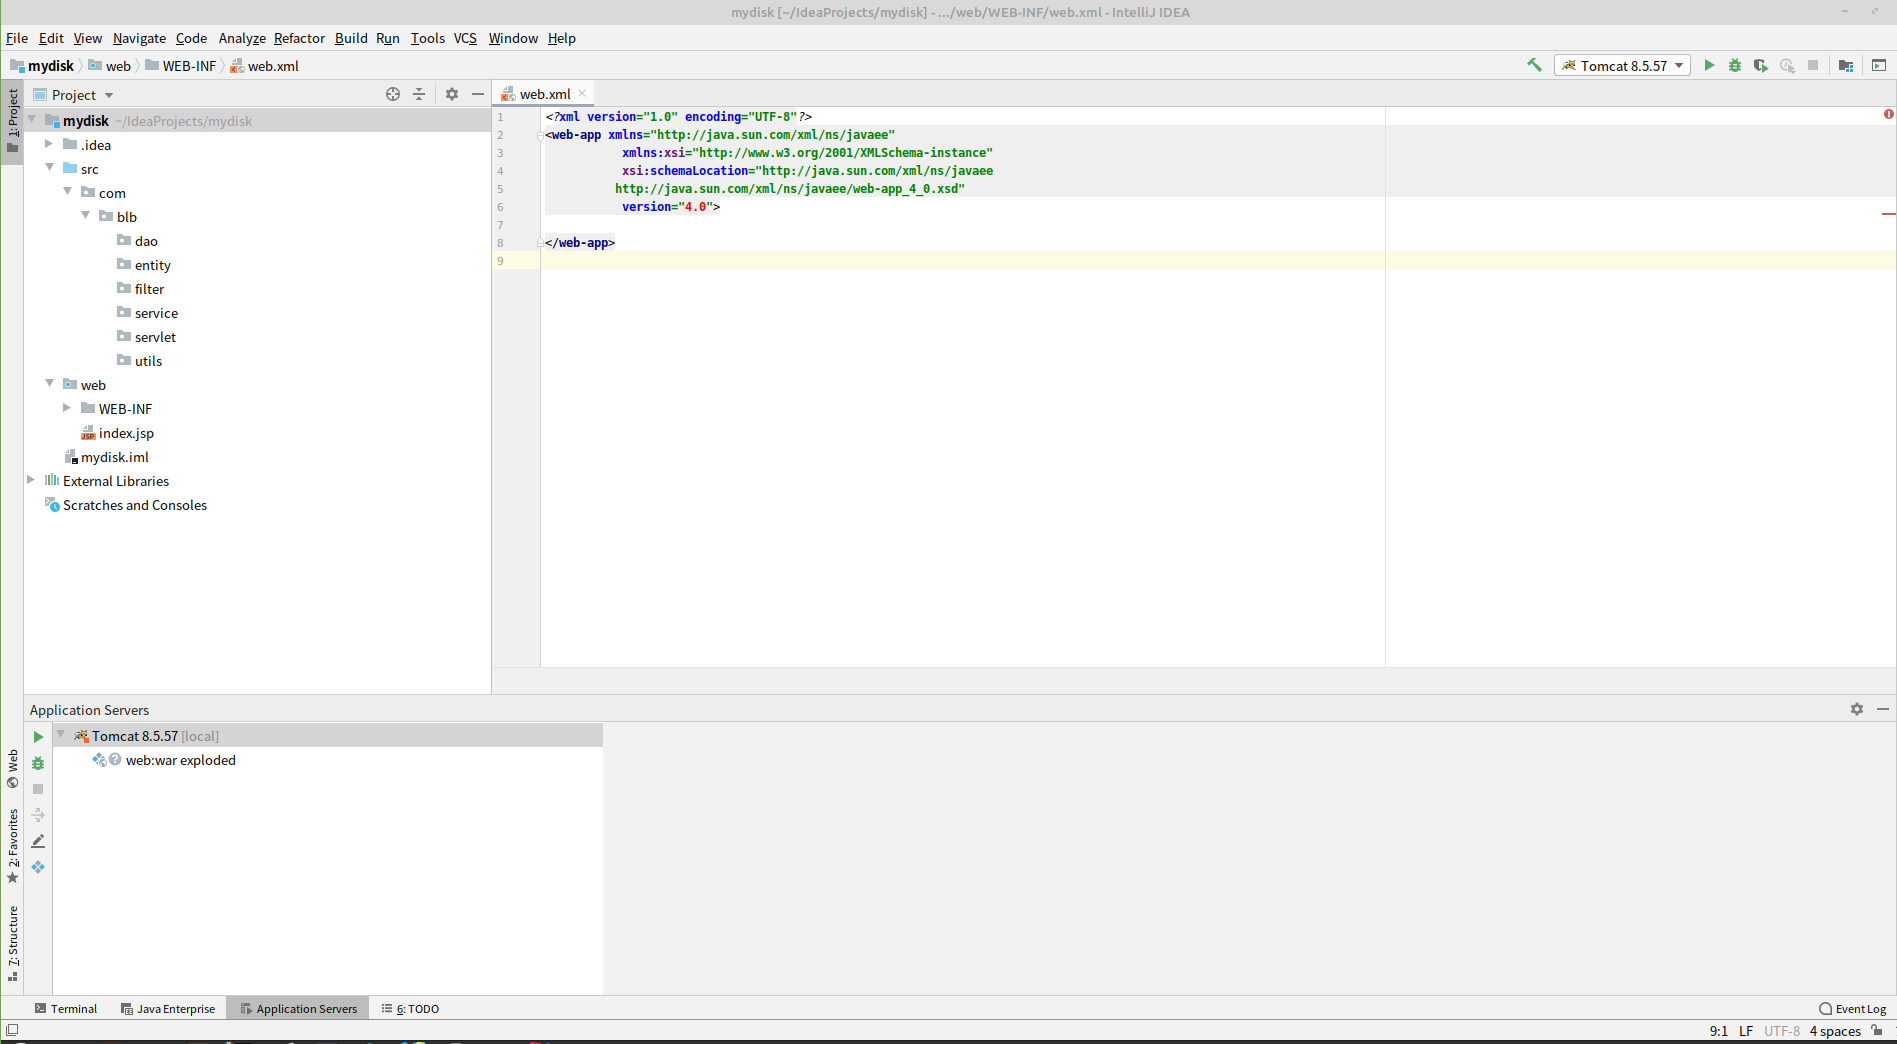 mydisk [~/IdeaProjects/mydisk] - .../web/WEB-INF/web.xml - IntelliJ IDEA
File Edit View Navigate Code Analyze Refactor Build Run Tools VCS Window Help
mydisk web WEB-INF web.xml
Tomcat 8.5.57
1: Project
Project
web.xml
mydisk ~/IdeaProjects/mydisk
.idea
src
com
blb
dao
entity
filter
service
servlet
utils
web
WEB-INF
index.jsp
mydisk.iml
External Libraries
Scratches and Consoles
1 <?xml version="1.0" encoding="UTF-8"?>
2 <web-app xmlns="http://java.sun.com/xml/ns/javaee"
3 xmlns:xsi="http://www.w3.org/2001/XMLSchema-instance"
4 xsi:schemaLocation="http://java.sun.com/xml/ns/javaee
5 http://java.sun.com/xml/ns/javaee/web-app_4_0.xsd"
6 version="4.0">
7
8 </web-app>
9
Application Servers
Tomcat 8.5.57 [local]
web:war exploded
Web
2: Favorites
7: Structure
Terminal Java Enterprise Application Servers 6: TODO Event Log
9:1 LF UTF-8 4 spaces